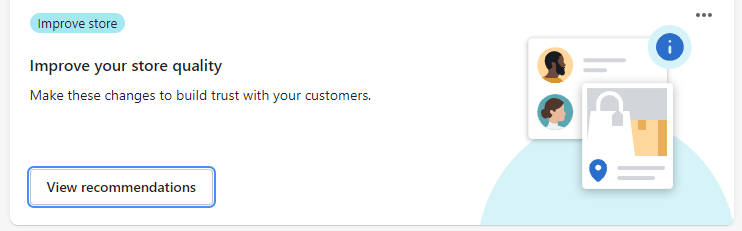 Improve store
Improve your store quality
Make these changes to build trust with your customers.
View recommendations